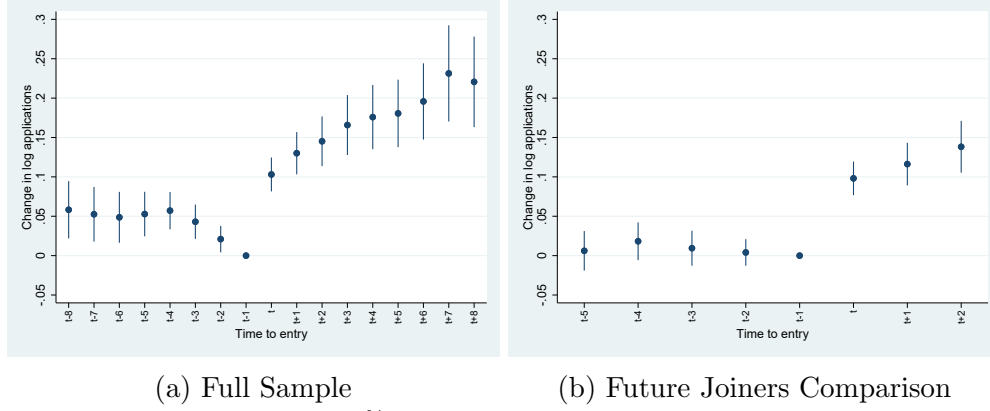 .3
.25
.2
.15
.1
.05
0
-.05
Change in log applications
t-8 t-7 t-6 t-5 t-4 t-3 t-2 t-1 t t+1 t+2 t+3 t+4 t+5 t+6 t+7 t+8
Time to entry
(a) Full Sample
.3
.25
.2
.15
.1
.05
0
-.05
Change in log applications
t-5 t-4 t-3 t-2 t-1 t t+1 t+2
Time to entry
(b) Future Joiners Comparison